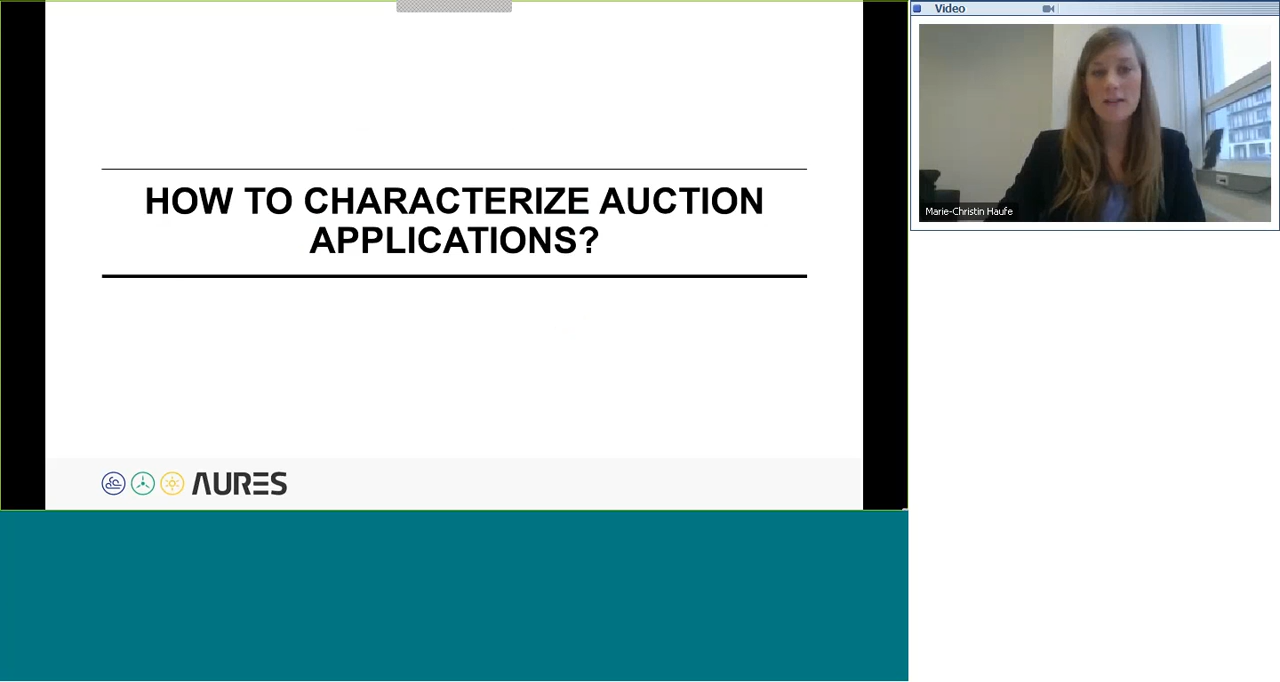 Video
HOW TO CHARACTERIZE AUCTION
APPLICATIONS?
Marie-Christin Haufe
AURES